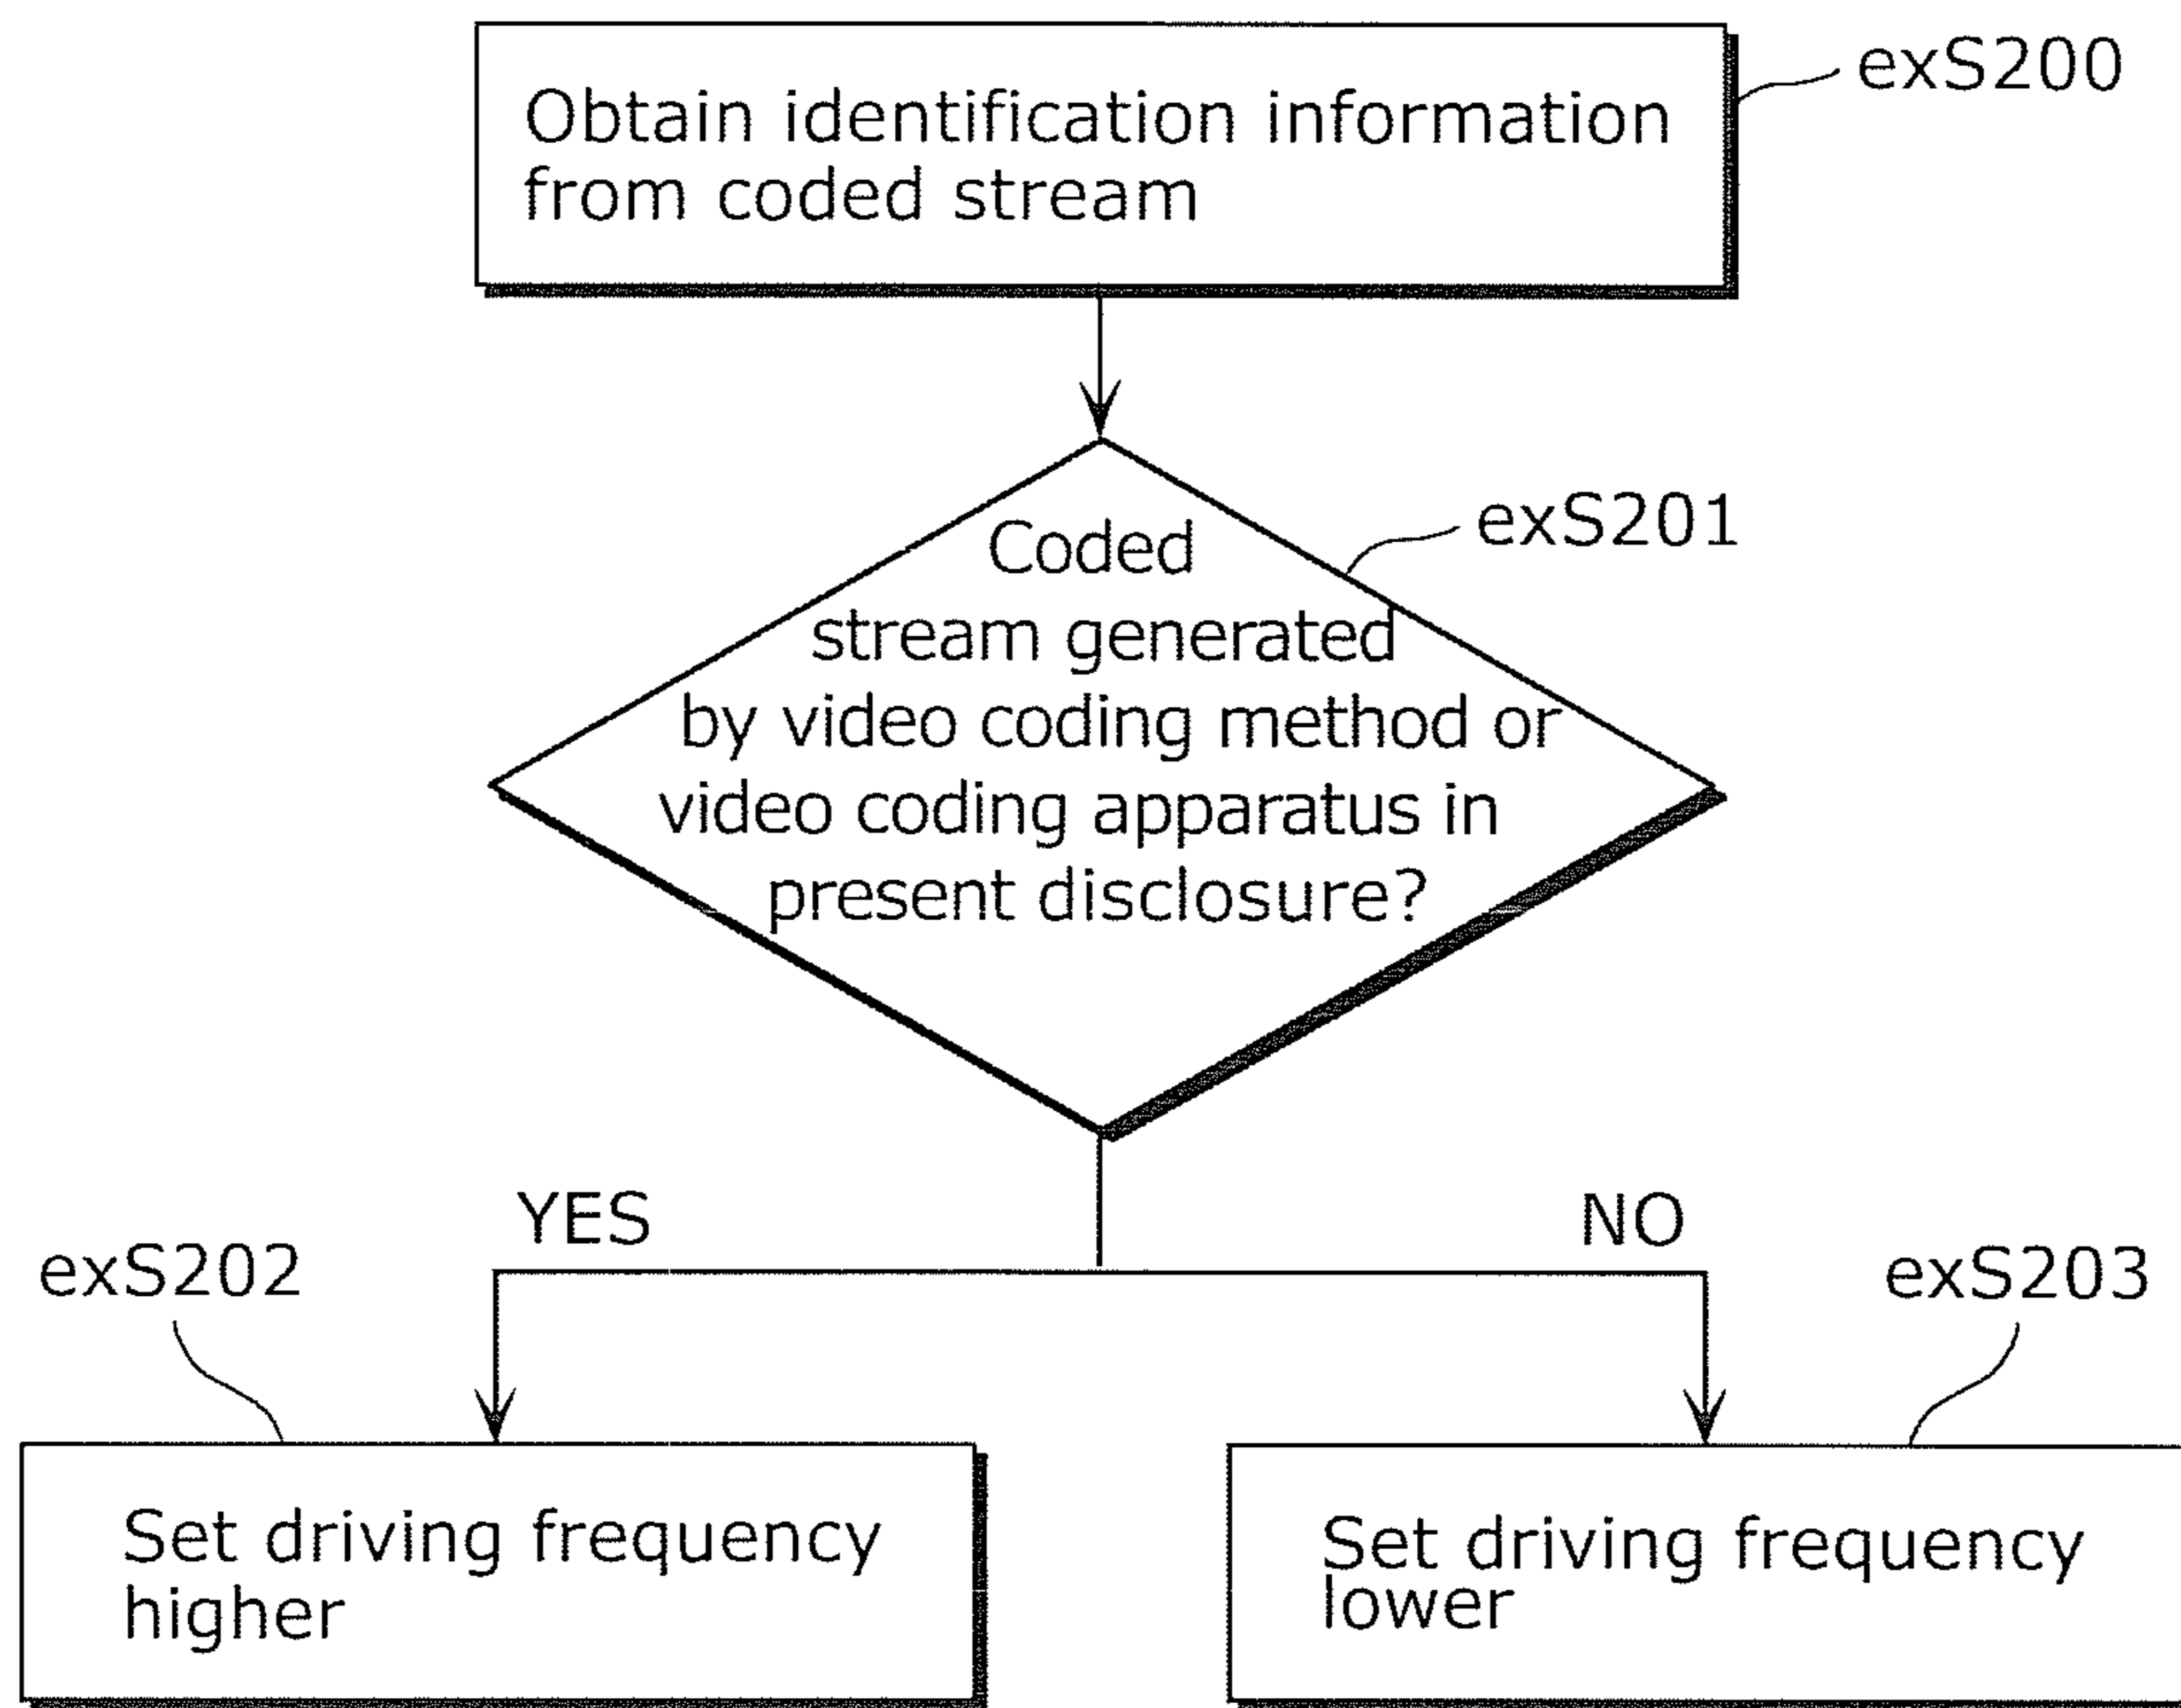 Obtain identification information
from coded stream
exS200
Coded
stream generated
by video coding method or
video coding apparatus in
present disclosure?
exS201
YES
NO
exS202
exS203
Set driving frequency
higher
Set driving frequency
lower